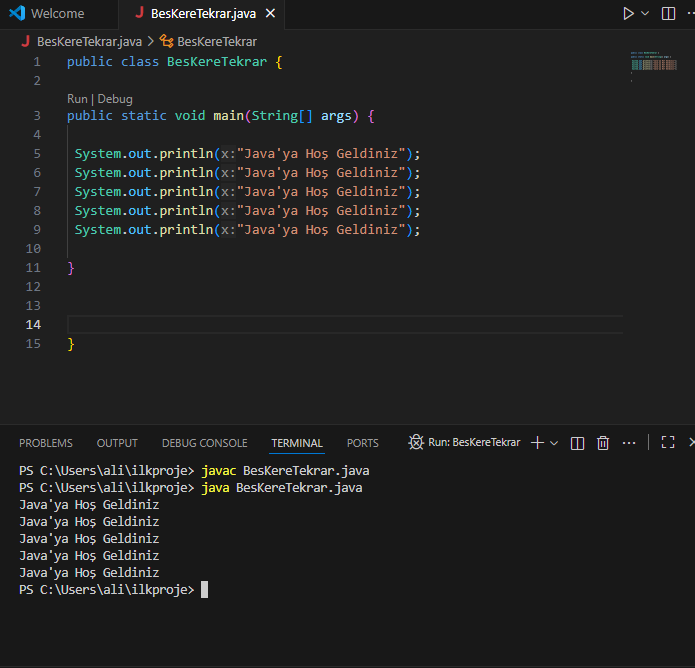 Welcome
BesKereTekrar.java
BesKereTekrar.java > BesKereTekrar
1 public class BesKereTekrar {
2
Run | Debug
3 public static void main(String[] args) {
4
5 System.out.println(x:"Java'ya Hoş Geldiniz");
6 System.out.println(x:"Java'ya Hoş Geldiniz");
7 System.out.println(x:"Java'ya Hoş Geldiniz");
8 System.out.println(x:"Java'ya Hoş Geldiniz");
9 System.out.println(x:"Java'ya Hoş Geldiniz");
10
11 }
12
13
14
15 }
PROBLEMS OUTPUT DEBUG CONSOLE TERMINAL PORTS Run: BesKereTekrar
PS C:\Users\ali\ilkproje> javac BesKereTekrar.java
PS C:\Users\ali\ilkproje> java BesKereTekrar.java
Java'ya Hoş Geldiniz
Java'ya Hoş Geldiniz
Java'ya Hoş Geldiniz
Java'ya Hoş Geldiniz
Java'ya Hoş Geldiniz
PS C:\Users\ali\ilkproje>